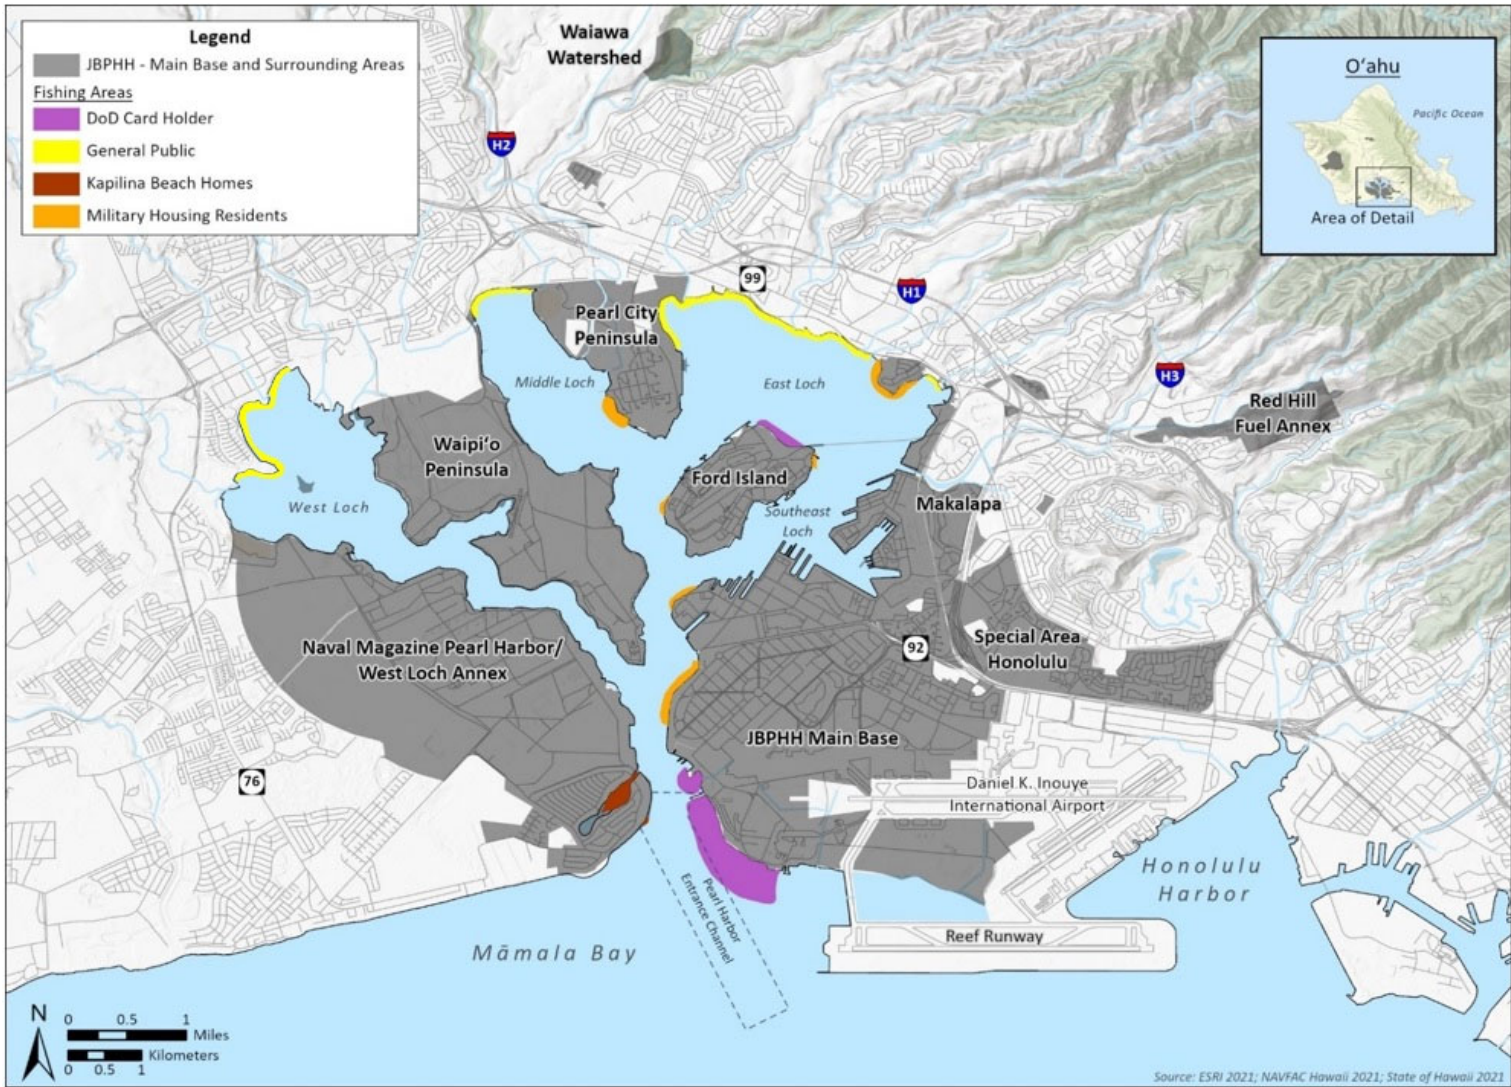 Legend
JBPHH - Main Base and Surrounding Areas
Fishing Areas
DoD Card Holder
General Public
Kapilina Beach Homes
Military Housing Residents
Waiawa
Watershed
Oʻahu
Pacific Ocean
Area of Detail
H2
99
H1
H3
Pearl City
Peninsula
Middle Loch
East Loch
Red Hill
Fuel Annex
Waipiʻo
Peninsula
Ford Island
West Loch
Southeast
Loch
Makalapa
Naval Magazine Pearl Harbor/
West Loch Annex
92
Special Area
Honolulu
JBPHH Main Base
76
Daniel K. Inouye
International Airport
Honolulu
Harbor
Pearl Harbor
Entrance Channel
Reef Runway
Māmala Bay
N
0 0.5 1
Miles
Kilometers
0 0.5 1
Source: ESRI 2021; NAVFAC Hawaii 2021; State of Hawaii 2021